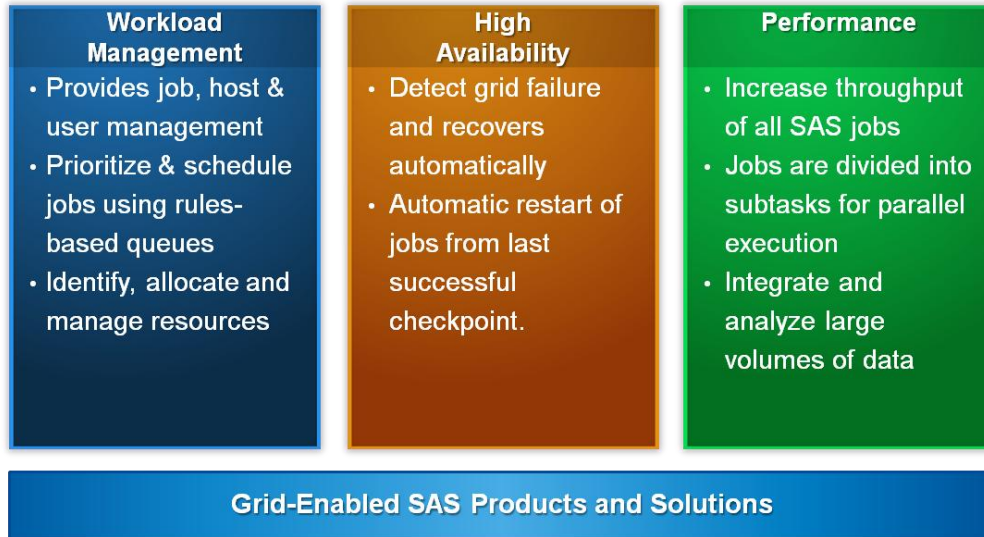 Workload
Management
• Provides job, host &
user management
• Prioritize & schedule
jobs using rules-
based queues
• Identify, allocate and
manage resources
High
Availability
• Detect grid failure
and recovers
automatically
• Automatic restart of
jobs from last
successful
checkpoint.
Performance
• Increase throughput
of all SAS jobs
• Jobs are divided into
subtasks for parallel
execution
• Integrate and
analyze large
volumes of data
Grid-Enabled SAS Products and Solutions